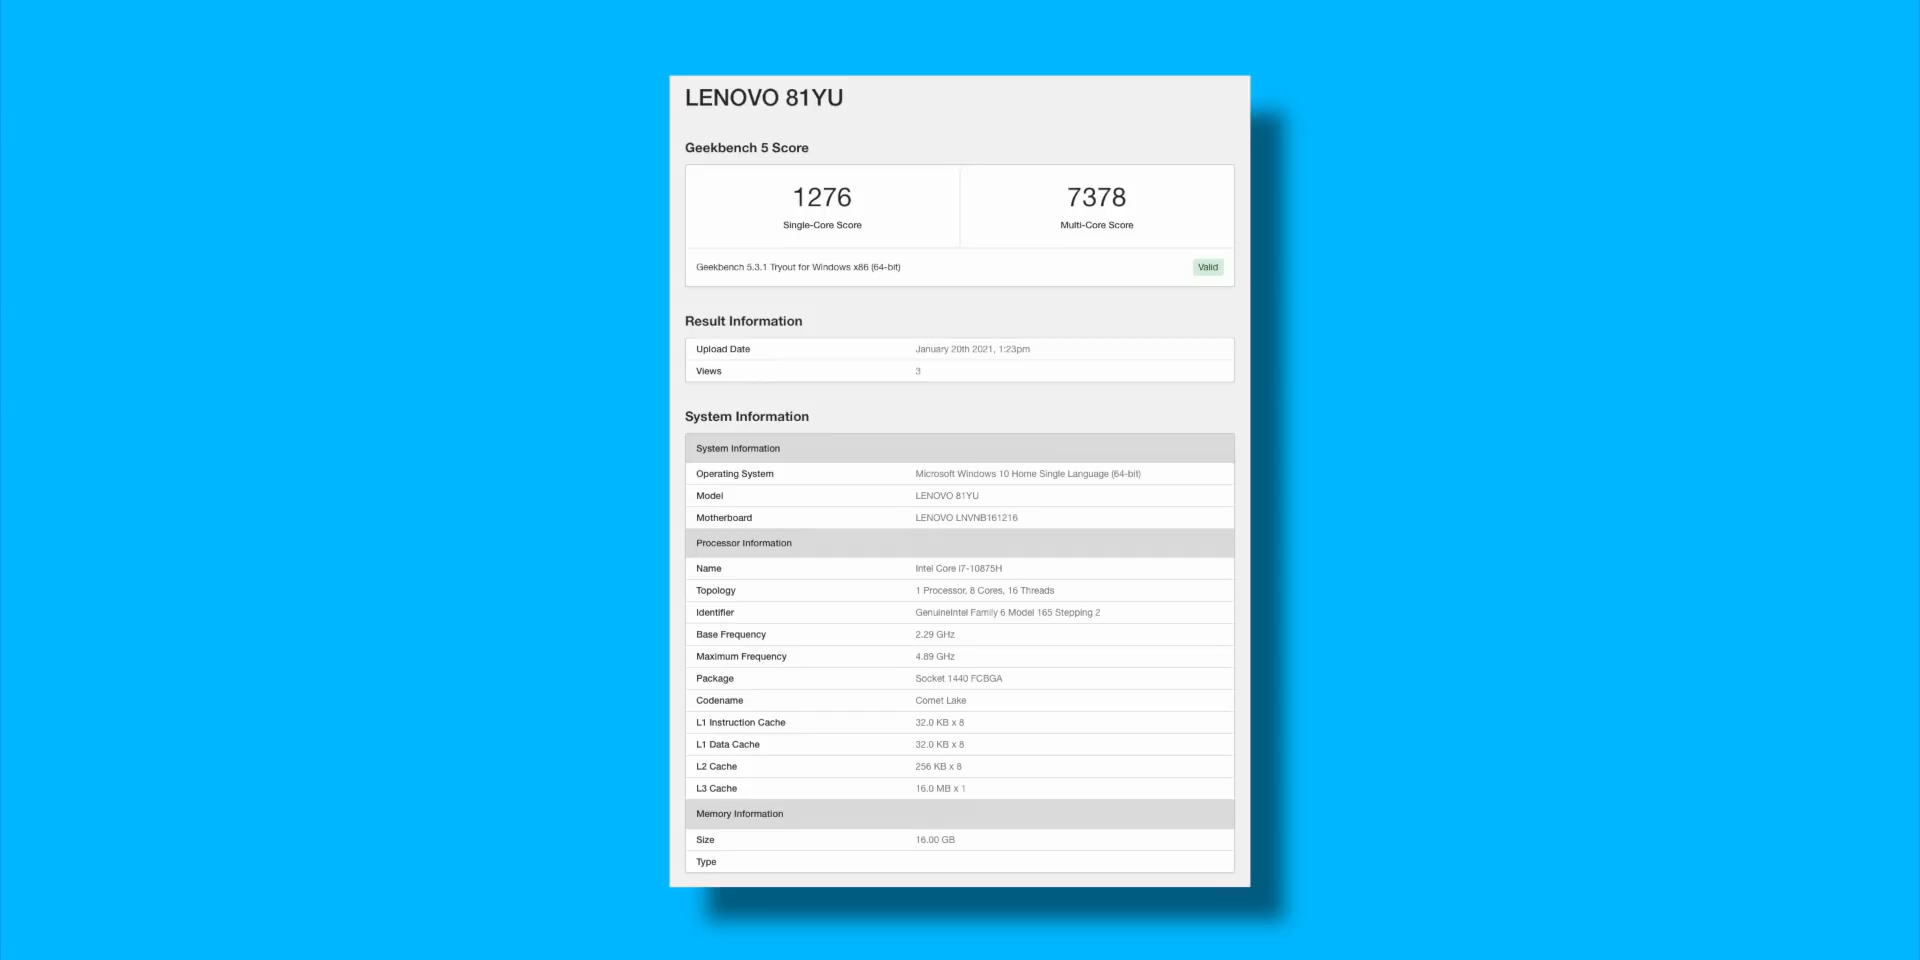 LENOVO 81YU
Geekbench 5 Score
1276 7378
Single-Core Score Multi-Core Score
Geekbench 5.3.1 Tryout for Windows x86 (64-bit) Valid
Result Information
Upload Date January 20th 2021, 1:23pm
Views 3
System Information
System Information
Operating System Microsoft Windows 10 Home Single Language (64-bit)
Model LENOVO 81YU
Motherboard LENOVO LNVNB161216
Processor Information
Name Intel Core i7-10875H
Topology 1 Processor, 8 Cores, 16 Threads
Identifier GenuineIntel Family 6 Model 165 Stepping 2
Base Frequency 2.29 GHz
Maximum Frequency 4.89 GHz
Package Socket 1440 FCBGA
Codename Comet Lake
L1 Instruction Cache 32.0 KB x 8
L1 Data Cache 32.0 KB x 8
L2 Cache 256 KB x 8
L3 Cache 16.0 MB x 1
Memory Information
Size 16.00 GB
Type